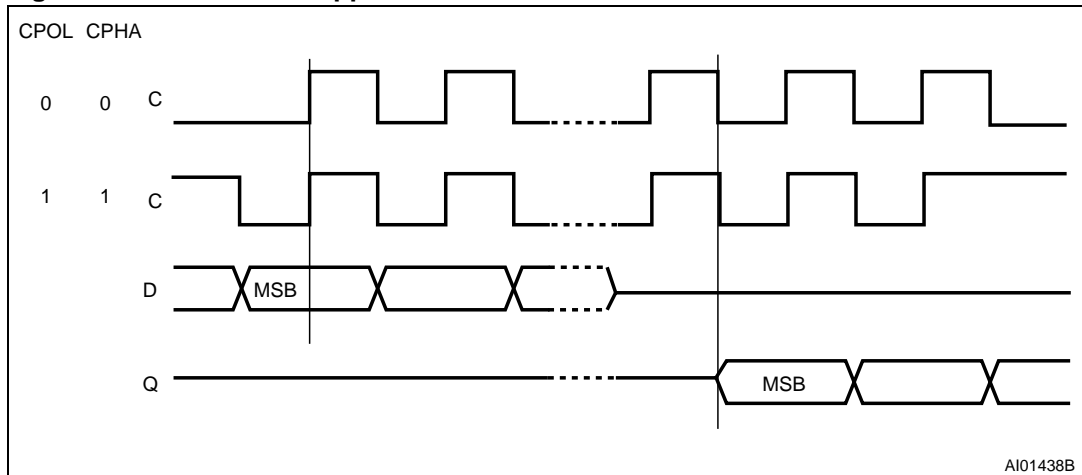 CPOL CPHA
0 0 C
1 1 C
D MSB
Q MSB
AI01438B